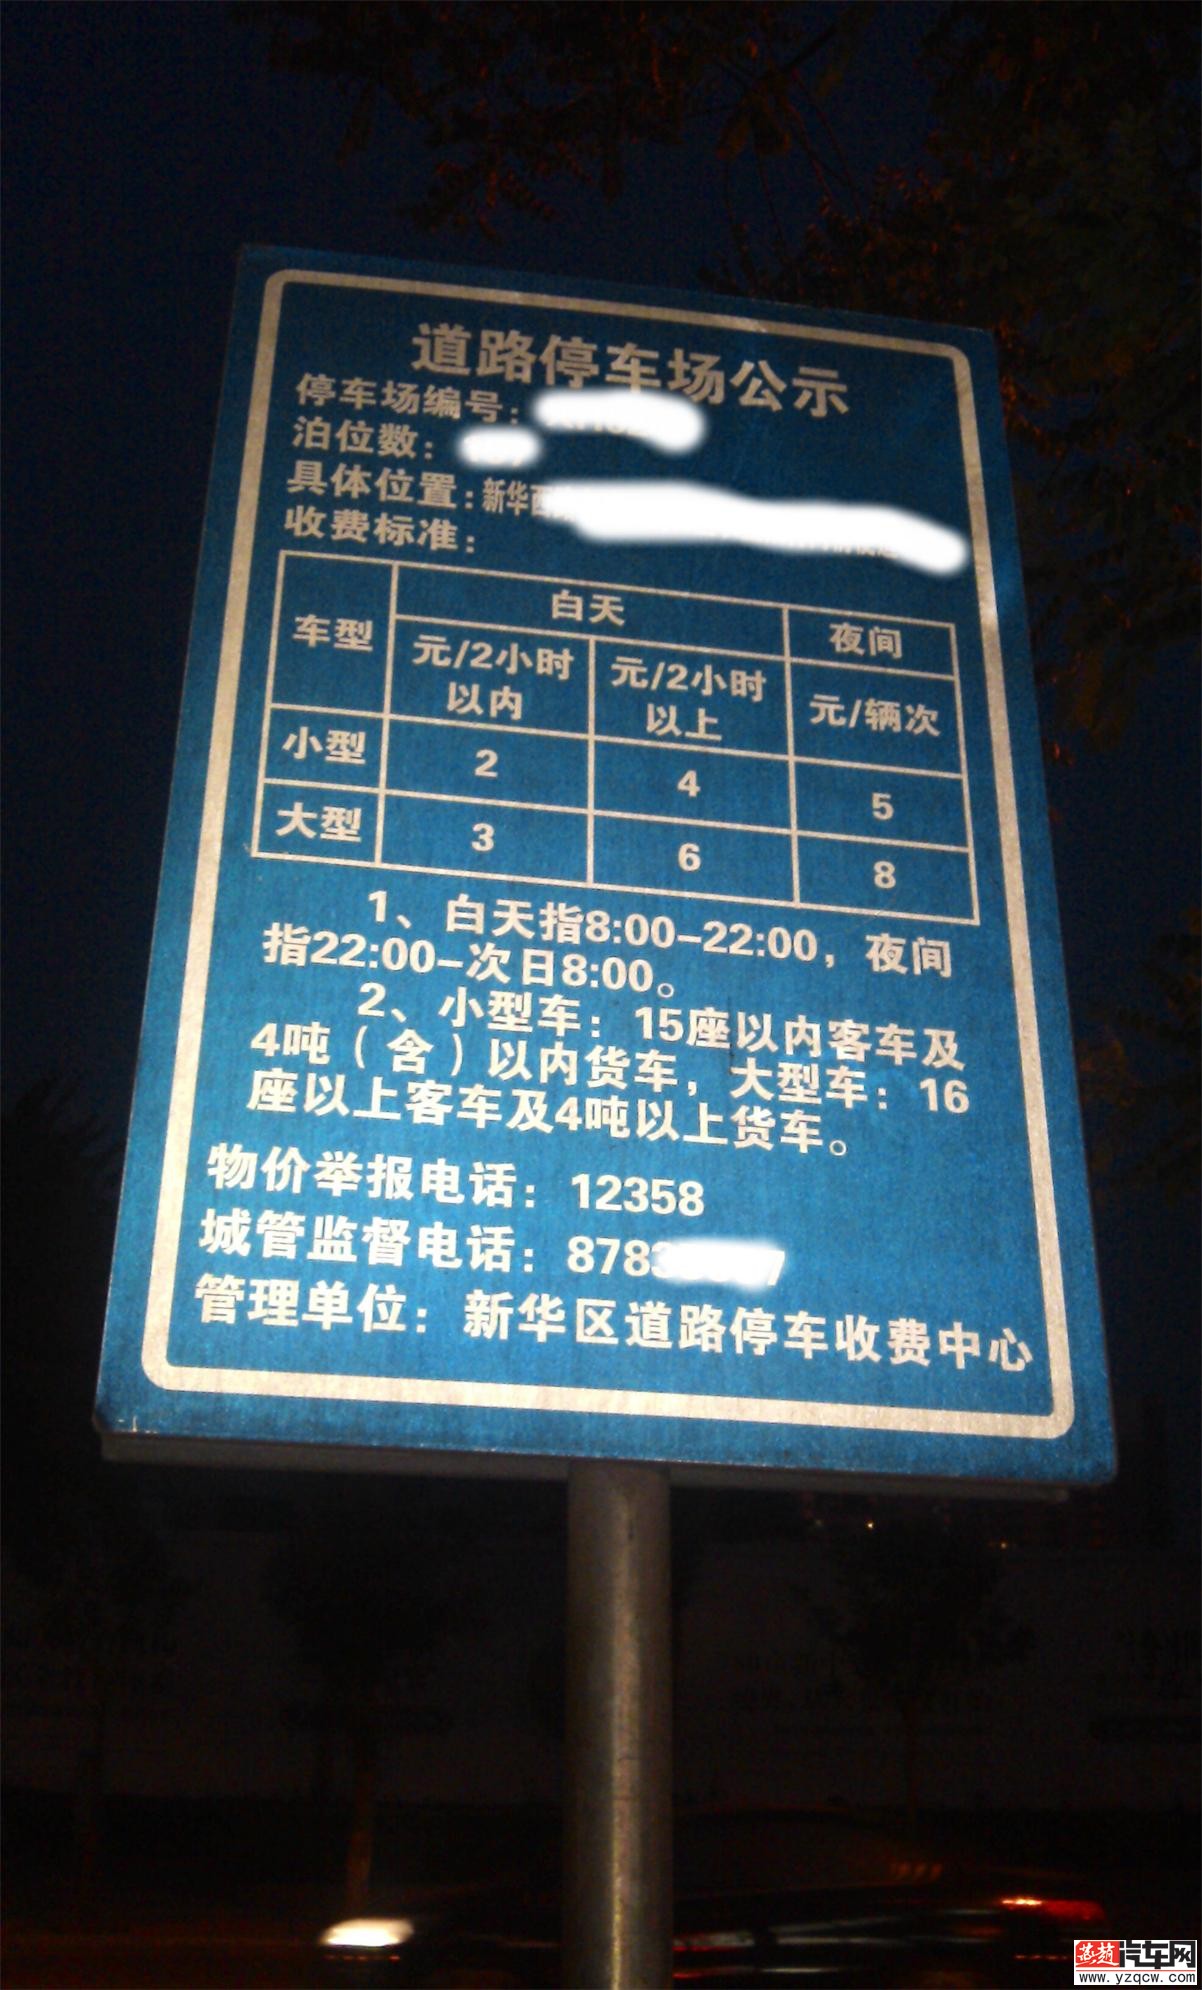 道路停车场公示
停车场编号:
泊位数:
具体位置:新华西
收费标准:
车型 白天 夜间
元/2小时以内 元/2小时以上 元/辆次
小型 2 4 5
大型 3 6 8
1、白天指8:00-22:00,夜间
指22:00-次日8:00。
2、小型车:15座以内客车及
4吨(含)以内货车,大型车:16
座以上客车及4吨以上货车。
物价举报电话:12358
城管监督电话:878
管理单位:新华区道路停车收费中心
燕赵汽车网
www.yzqcw.com